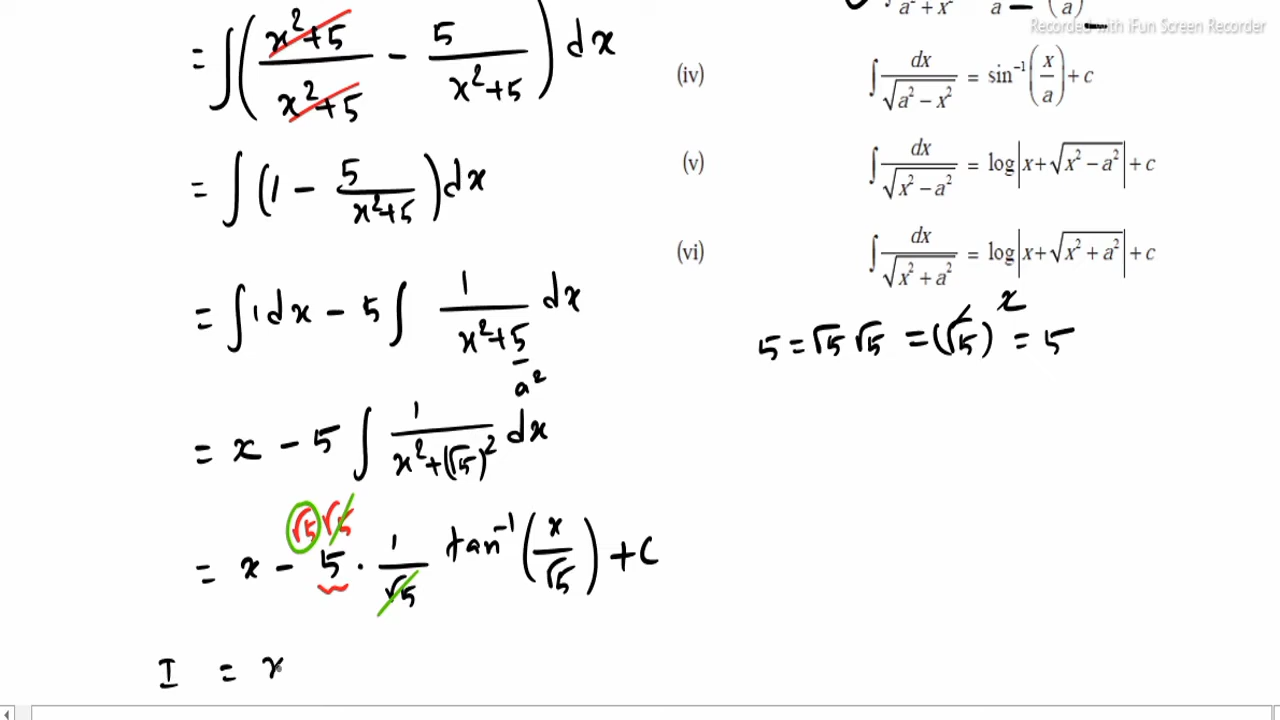 = ∫ ( x²+5 / x²+5 − 5 / x²+5 ) dx
= ∫ (1 − 5 / x²+5 ) dx
= ∫ 1 dx − 5 ∫ 1 / x²+5 dx
a²
= x − 5 ∫ 1 / x²+(√5)² dx
√5 √5
= x − 5 · 1 / √5 tan⁻¹ ( x / √5 ) + C
I = x
a² + x² a (a)
Recorded with iFun Screen Recorder
(iv) ∫ dx / √(a² − x²) = sin⁻¹ (x / a) + c
(v) ∫ dx / √(x² − a²) = log |x + √(x² − a²)| + c
(vi) ∫ dx / √(x² + a²) = log |x + √(x² + a²)| + c
5 = √5 √5 = (√5)² = 5